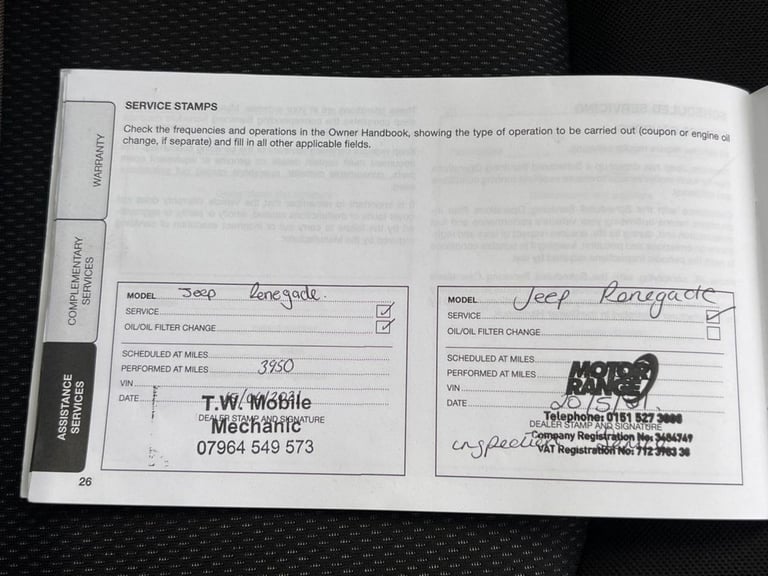 SERVICE STAMPS
Check the frequencies and operations in the Owner Handbook, showing the type of operation to be carried out (coupon or engine oil
change, if separate) and fill in all other applicable fields.
WARRANTY
COMPLEMENTARY
SERVICES
ASSISTANCE
SERVICES
MODEL Jeep Renegade.
SERVICE
OIL/OIL FILTER CHANGE
SCHEDULED AT MILES
PERFORMED AT MILES 3950
VIN
DATE
T.W. Mobile
DEALER STAMP AND SIGNATURE
Mechanic
07964 549 573
MODEL Jeep Renegade
SERVICE
OIL/OIL FILTER CHANGE
SCHEDULED AT MILES
PERFORMED AT MILES
MOTOR
RANGE
VIN
DATE 20/5/21
Telephone: 0151 527
DEALER STAMP AND SIGNATURE
Company Registration No: 3684749
inspection
VAT Registration No: 712 38
26